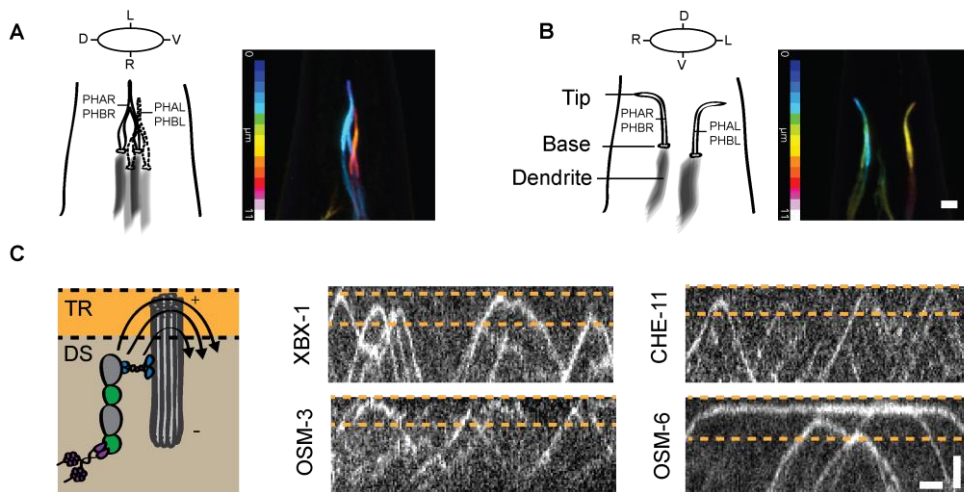 A
L
D
V
R
PHAR
PHBR
PHAL
PHBL
0
µm
11
B
D
R
L
V
Tip
Base
Dendrite
PHAR
PHBR
PHAL
PHBL
0
µm
11
C
TR
DS
+
-
XBX-1
CHE-11
OSM-3
OSM-6